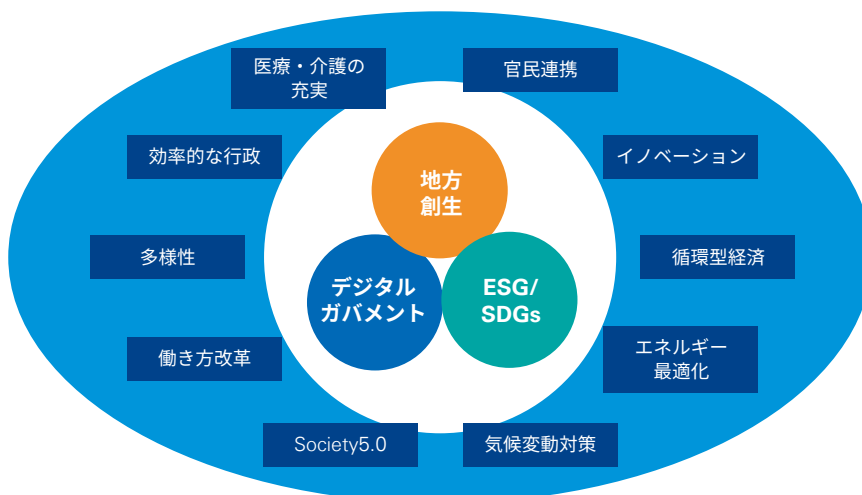 医療・介護の
充実
官民連携
効率的な行政
イノベーション
地方
創生
多様性
循環型経済
デジタル
ガバメント
ESG/
SDGs
働き方改革
エネルギー
最適化
Society5.0
気候変動対策